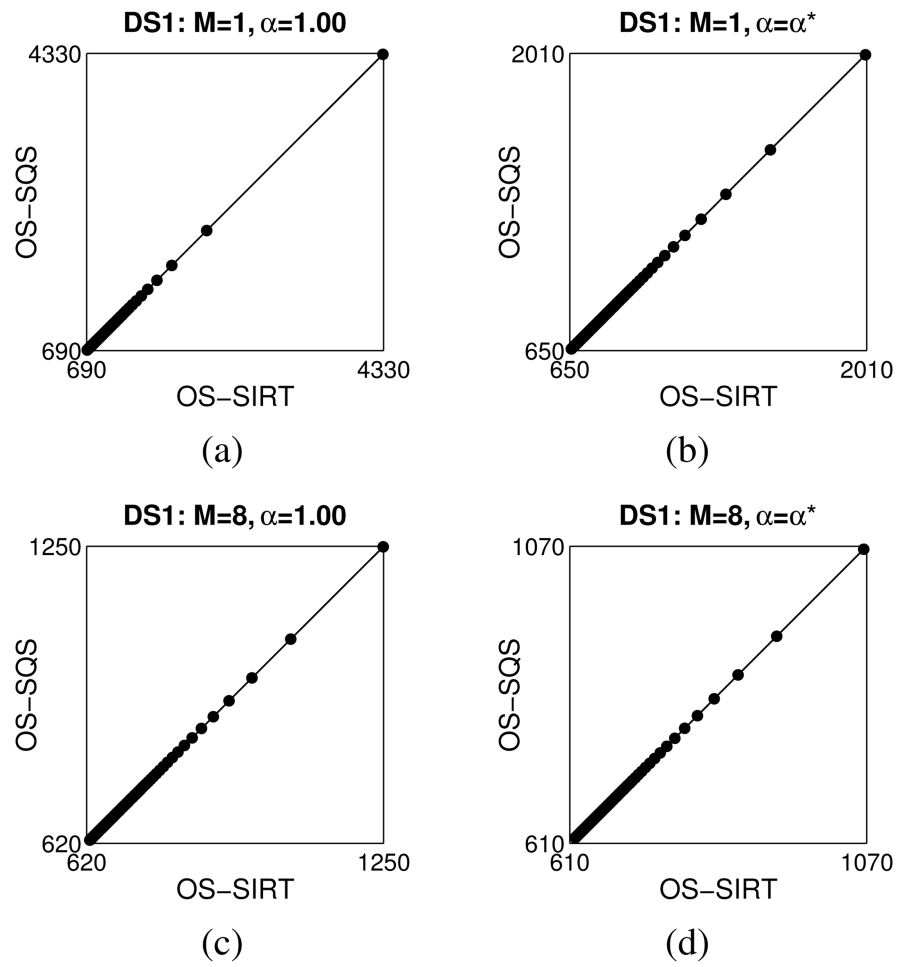 DS1: M=1, α=1.00
4330
OS−SQS
690
690
4330
OS−SIRT
(a)
DS1: M=1, α=α*
2010
OS−SQS
650
650
2010
OS−SIRT
(b)
DS1: M=8, α=1.00
1250
OS−SQS
620
620
1250
OS−SIRT
(c)
DS1: M=8, α=α*
1070
OS−SQS
610
610
1070
OS−SIRT
(d)